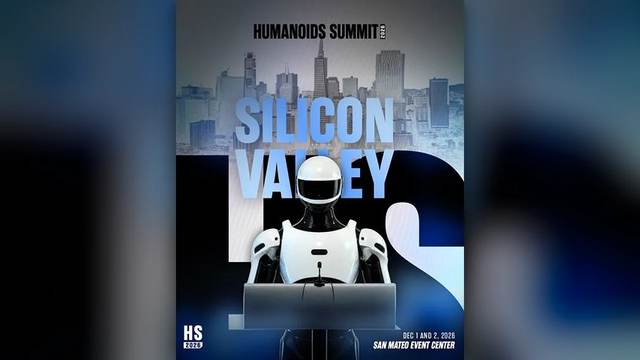 HUMANOIDS SUMMIT 2026
SILICON
VALLEY
HS
2026
DEC 1 AND 2, 2026
SAN MATEO EVENT CENTER